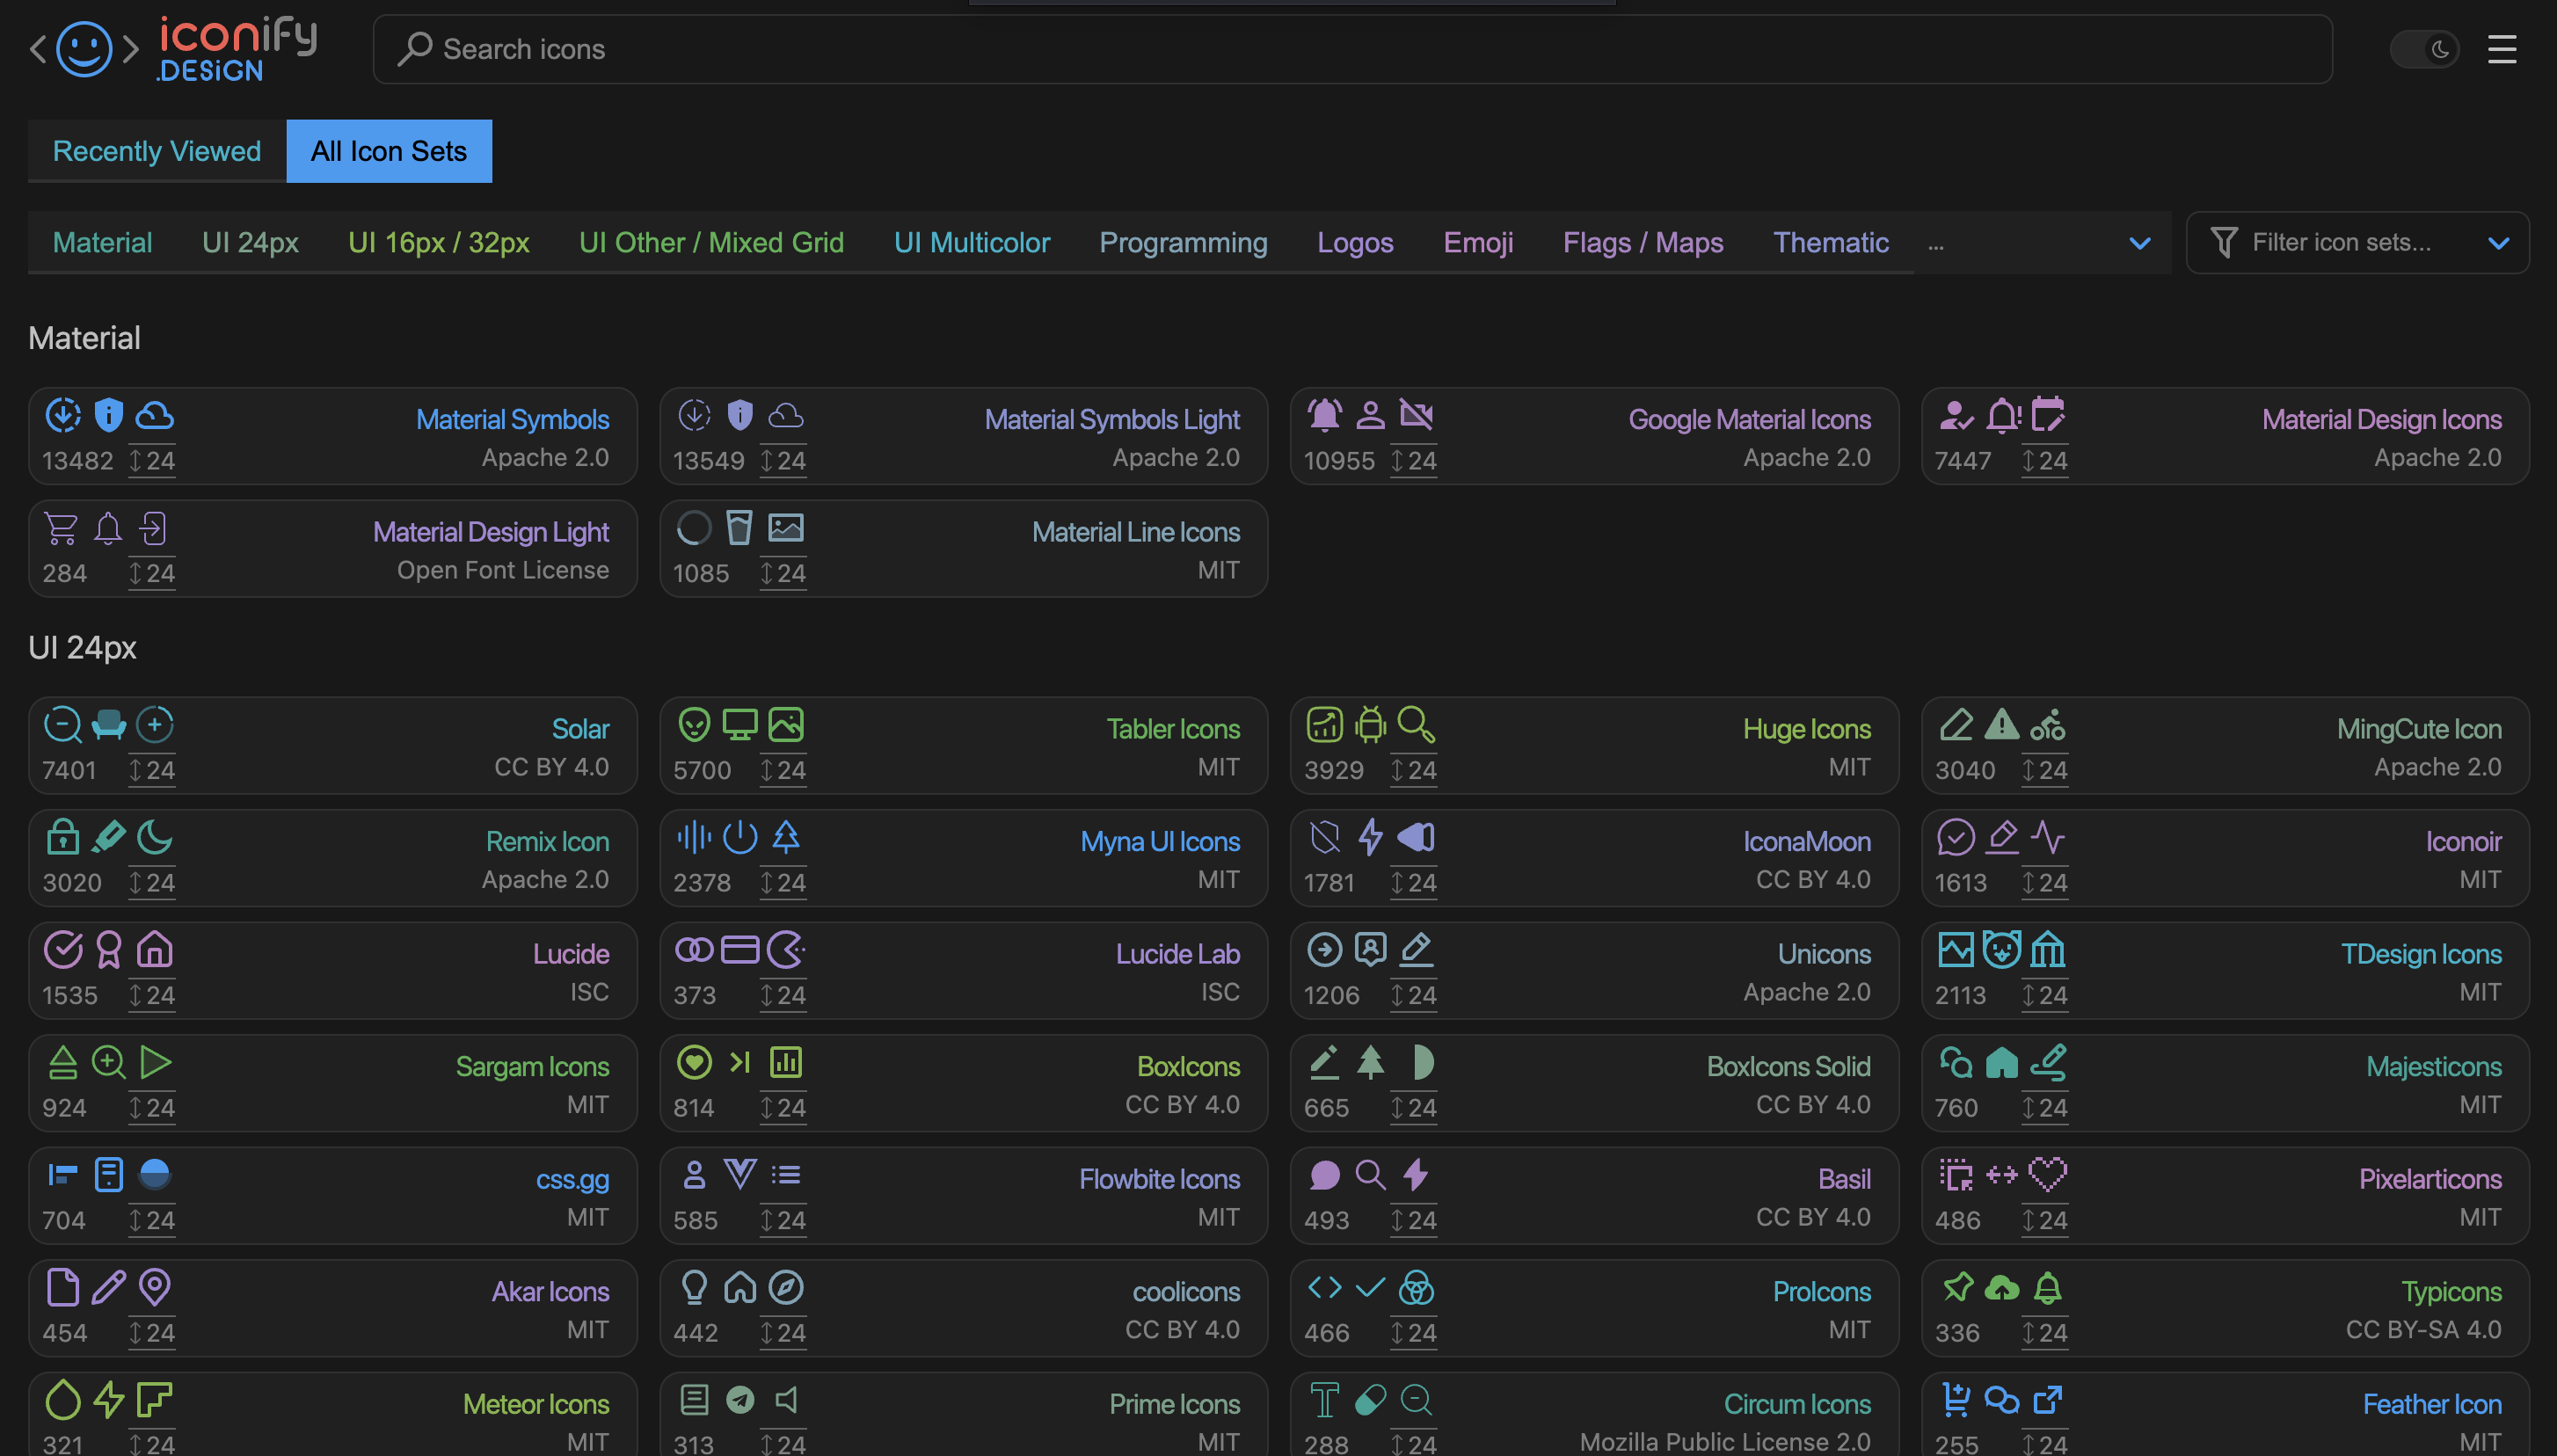 iconify
.DESiGN
Search icons
Recently Viewed
All Icon Sets
Material
UI 24px
UI 16px / 32px
UI Other / Mixed Grid
UI Multicolor
Programming
Logos
Emoji
Flags / Maps
Thematic
...
Filter icon sets...
Material
Material Symbols
13482 24
Apache 2.0
Material Symbols Light
13549 24
Apache 2.0
Google Material Icons
10955 24
Apache 2.0
Material Design Icons
7447 24
Apache 2.0
Material Design Light
284 24
Open Font License
Material Line Icons
1085 24
MIT
UI 24px
Solar
7401 24
CC BY 4.0
Tabler Icons
5700 24
MIT
Huge Icons
3929 24
MIT
MingCute Icon
3040 24
Apache 2.0
Remix Icon
3020 24
Apache 2.0
Myna UI Icons
2378 24
MIT
IconaMoon
1781 24
CC BY 4.0
Iconoir
1613 24
MIT
Lucide
1535 24
ISC
Lucide Lab
373 24
ISC
Unicons
1206 24
Apache 2.0
TDesign Icons
2113 24
MIT
Sargam Icons
924 24
MIT
BoxIcons
814 24
CC BY 4.0
BoxIcons Solid
665 24
CC BY 4.0
Majesticons
760 24
MIT
css.gg
704 24
MIT
Flowbite Icons
585 24
MIT
Basil
493 24
CC BY 4.0
Pixelarticons
486 24
MIT
Akar Icons
454 24
MIT
coolicons
442 24
CC BY 4.0
ProIcons
466 24
MIT
Typicons
336 24
CC BY-SA 4.0
Meteor Icons
321 24
MIT
Prime Icons
313 24
MIT
Circum Icons
288 24
Mozilla Public License 2.0
Feather Icon
255 24
MIT